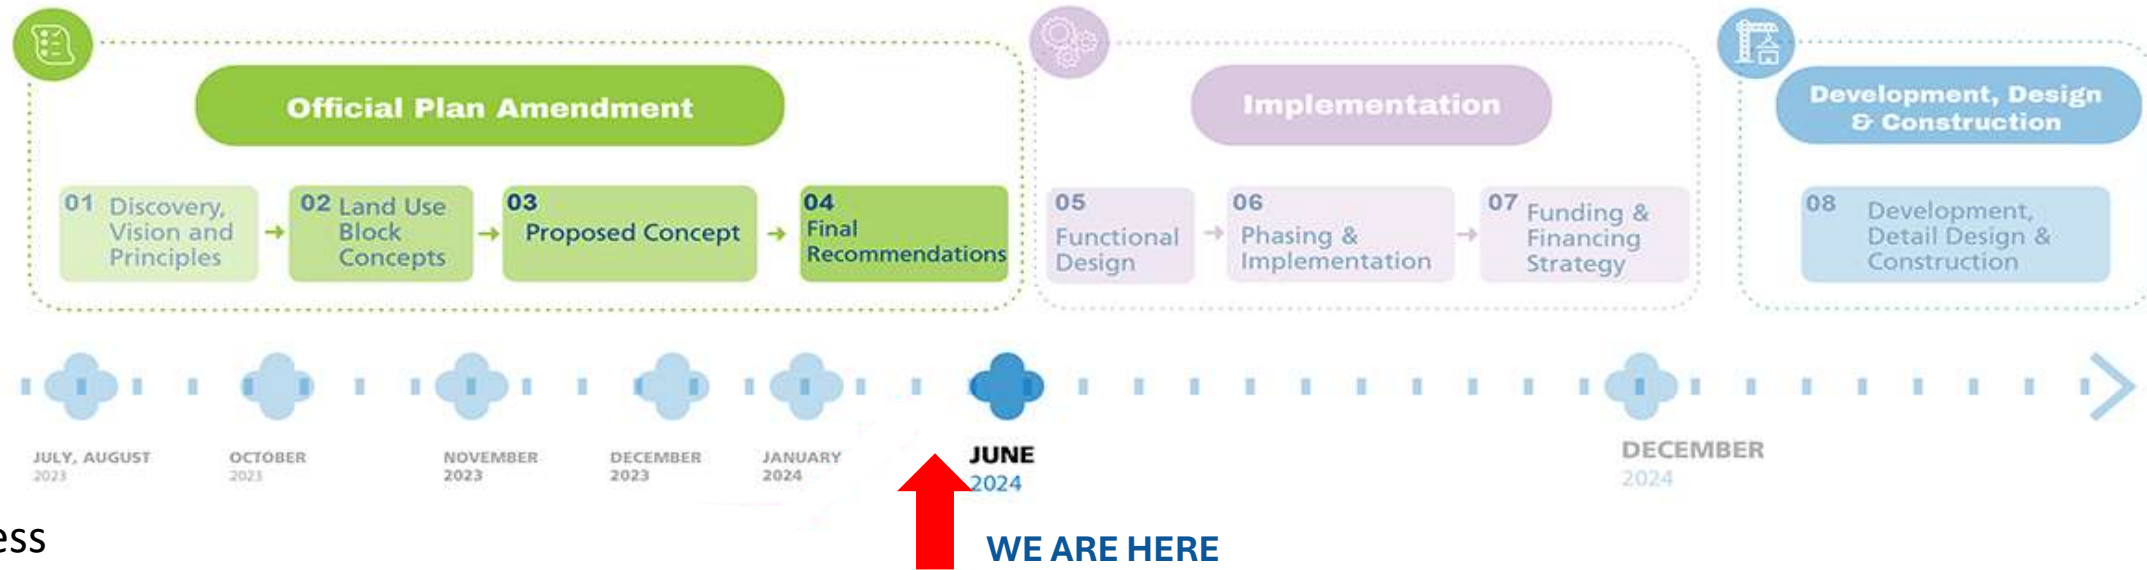 Official Plan Amendment
Implementation
Development, Design
& Construction
01 Discovery,
Vision and
Principles
02 Land Use
Block
Concepts
03
Proposed Concept
04
Final
Recommendations
05
Functional
Design
06
Phasing &
Implementation
07 Funding &
Financing
Strategy
08 Development,
Detail Design &
Construction
JULY, AUGUST
2023
OCTOBER
2023
NOVEMBER
2023
DECEMBER
2023
JANUARY
2024
JUNE
2024
DECEMBER
2024
ess
WE ARE HERE